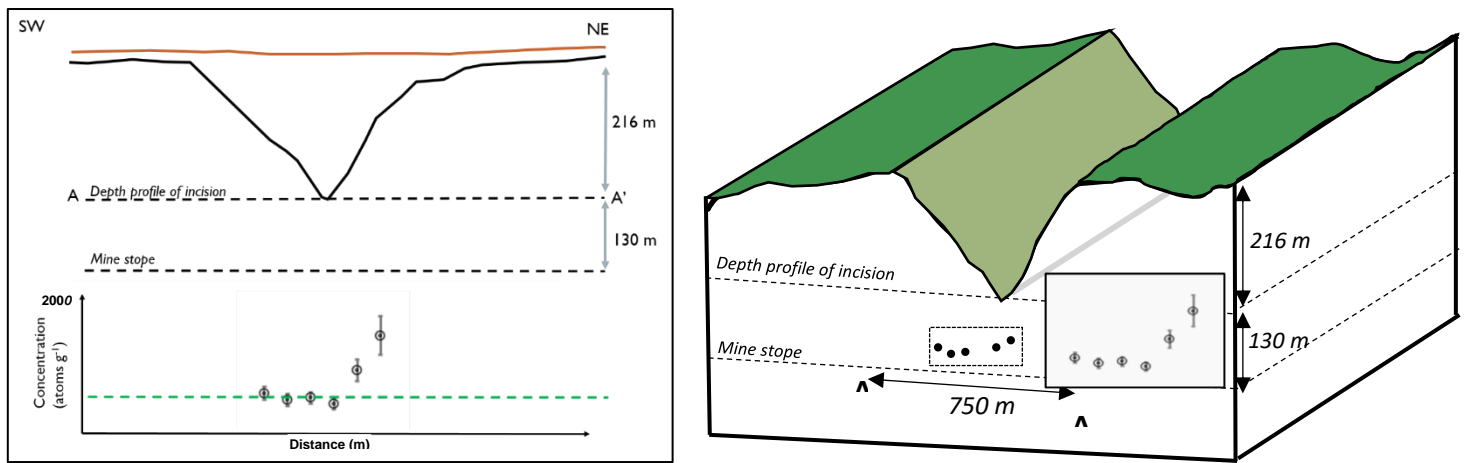 SW
NE
216 m
A
Depth profile of incision
A'
130 m
Mine stope
2000
Concentration
(atoms g⁻¹)
Distance (m)
216 m
Depth profile of incision
130 m
Mine stope
750 m